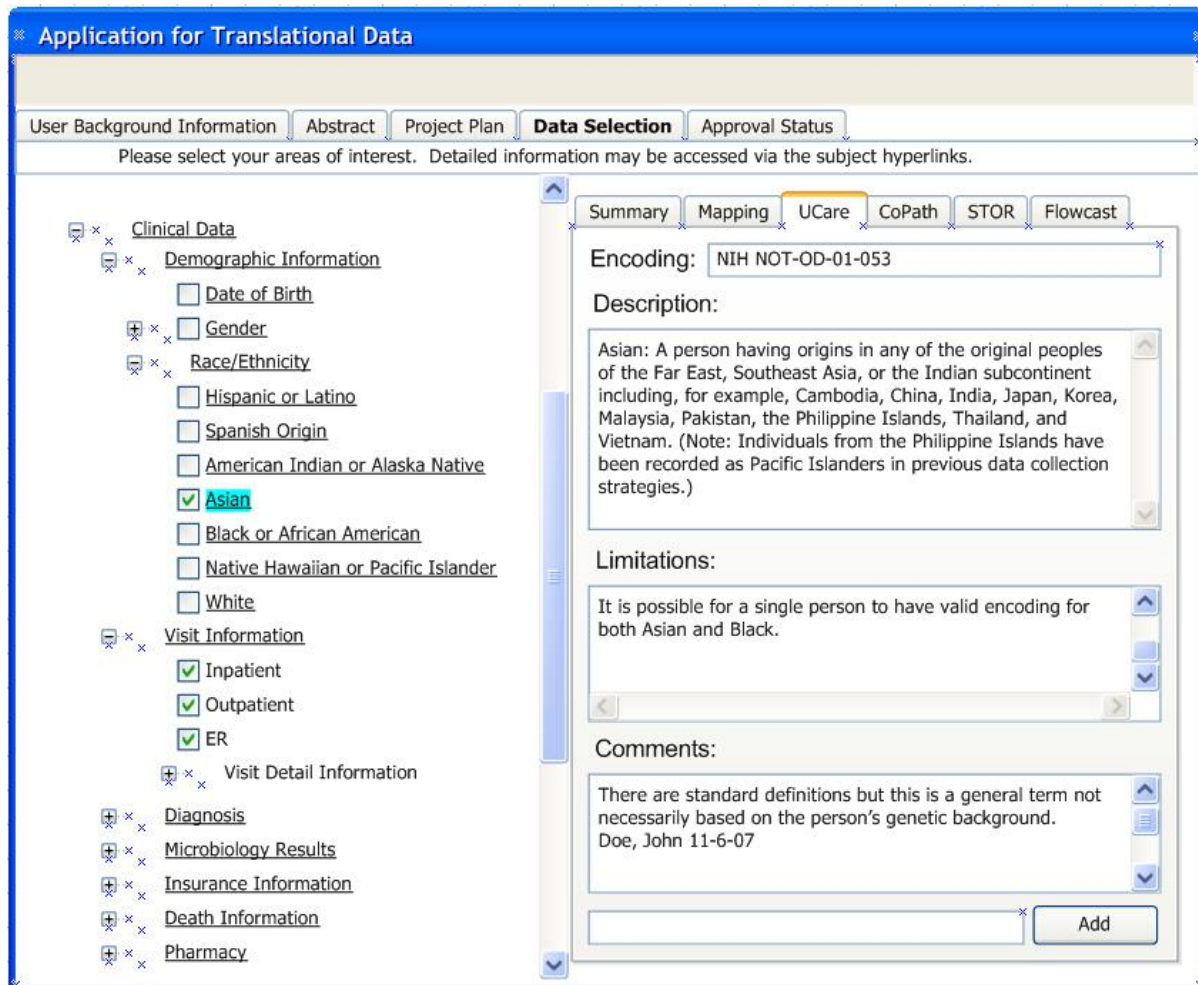 Application for Translational Data
User Background Information
Abstract
Project Plan
Data Selection
Approval Status
Please select your areas of interest. Detailed information may be accessed via the subject hyperlinks.
Clinical Data
Demographic Information
Date of Birth
Gender
Race/Ethnicity
Hispanic or Latino
Spanish Origin
American Indian or Alaska Native
Asian
Black or African American
Native Hawaiian or Pacific Islander
White
Visit Information
Inpatient
Outpatient
ER
Visit Detail Information
Diagnosis
Microbiology Results
Insurance Information
Death Information
Pharmacy
Summary
Mapping
UCare
CoPath
STOR
Flowcast
Encoding: NIH NOT-OD-01-053
Description:
Asian: A person having origins in any of the original peoples
of the Far East, Southeast Asia, or the Indian subcontinent
including, for example, Cambodia, China, India, Japan, Korea,
Malaysia, Pakistan, the Philippine Islands, Thailand, and
Vietnam. (Note: Individuals from the Philippine Islands have
been recorded as Pacific Islanders in previous data collection
strategies.)
Limitations:
It is possible for a single person to have valid encoding for
both Asian and Black.
Comments:
There are standard definitions but this is a general term not
necessarily based on the person's genetic background.
Doe, John 11-6-07
Add